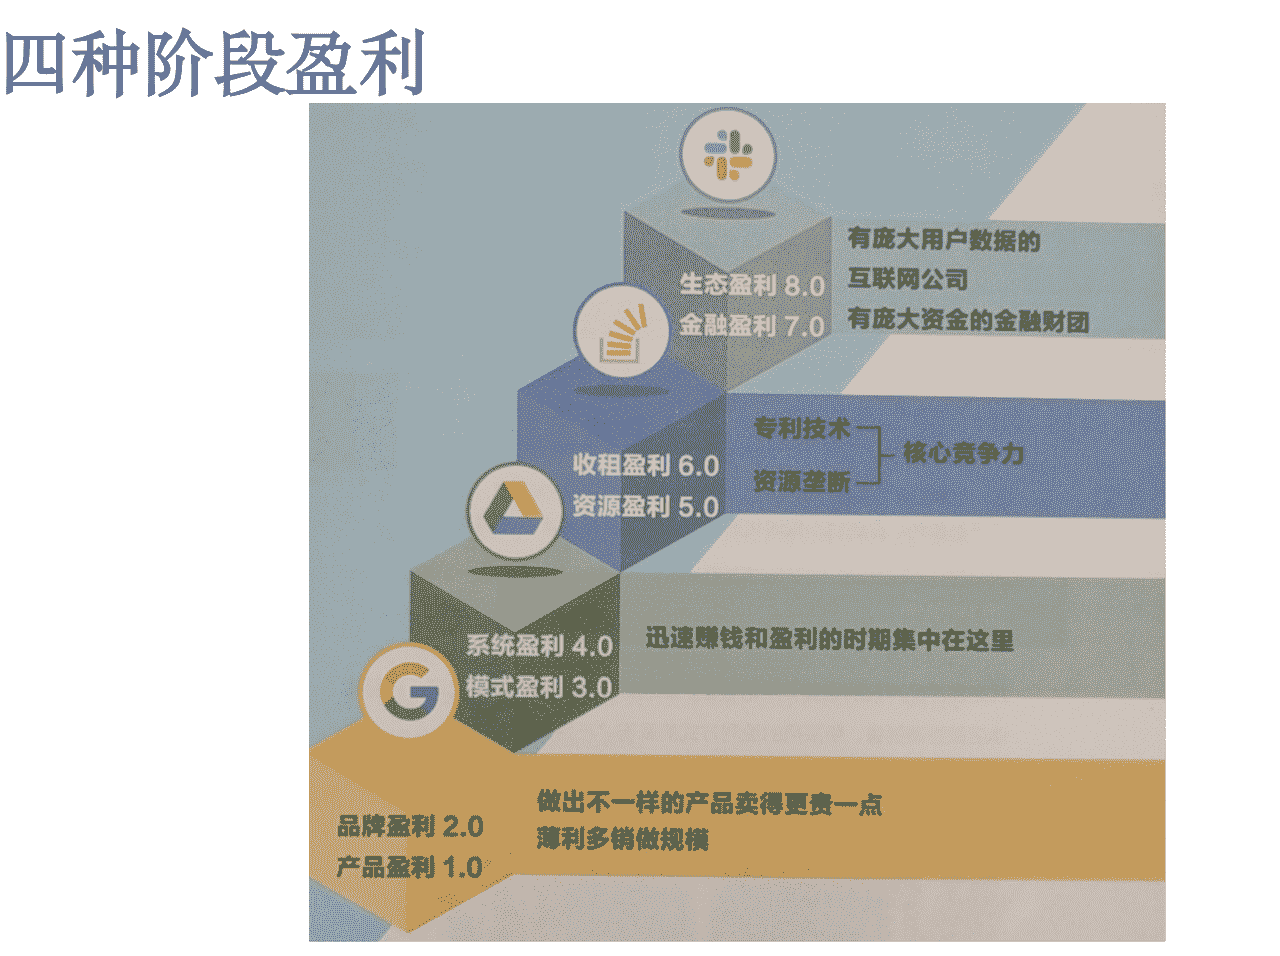 四种阶段盈利
生态盈利 8.0
金融盈利 7.0
有庞大用户数据的
互联网公司
有庞大资金的金融财团
收租盈利 6.0
资源盈利 5.0
专利技术
资源垄断
核心竞争力
系统盈利 4.0
模式盈利 3.0
迅速赚钱和盈利的时期集中在这里
品牌盈利 2.0
产品盈利 1.0
做出不一样的产品卖得更贵一点
薄利多销做规模